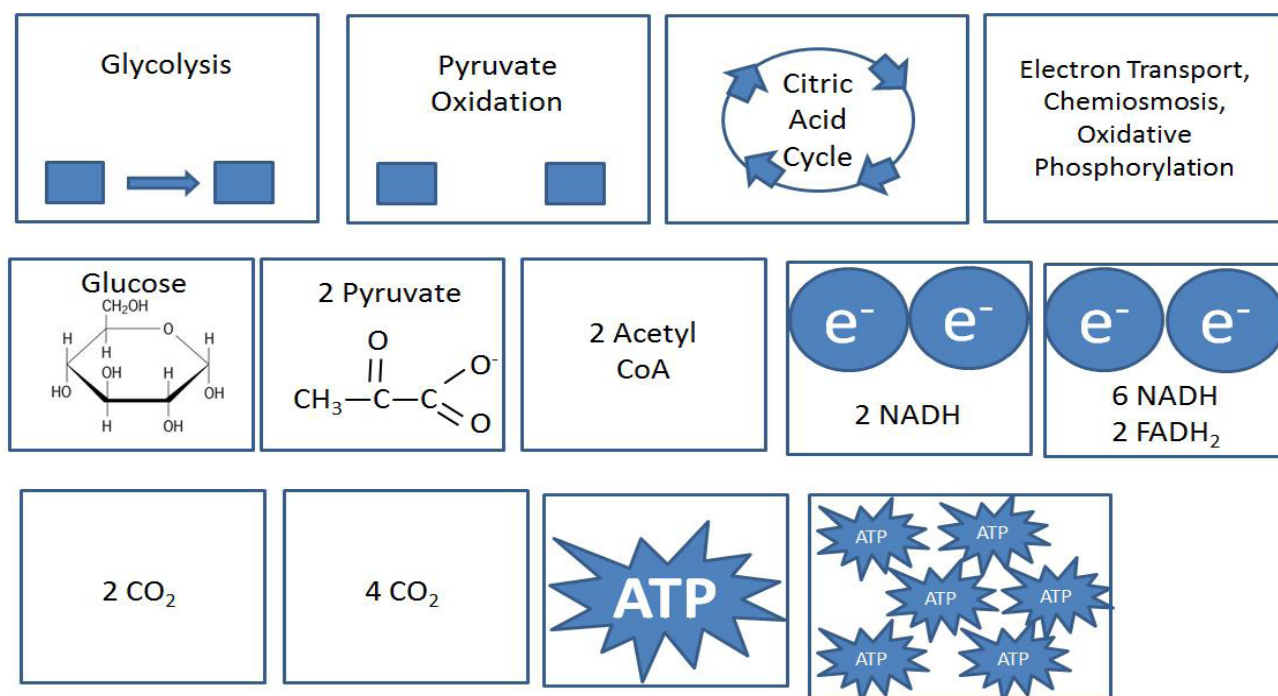 Glycolysis
Pyruvate
Oxidation
Citric
Acid
Cycle
Electron Transport,
Chemiosmosis,
Oxidative
Phosphorylation
Glucose
CH₂OH
H
O
H
H
OH
H
HO
OH
H
OH
2 Pyruvate
O
O⁻
CH₃—C—C
O
2 Acetyl
CoA
e⁻ e⁻
2 NADH
e⁻ e⁻
6 NADH
2 FADH₂
2 CO₂
4 CO₂
ATP
ATP ATP
ATP ATP
ATP ATP